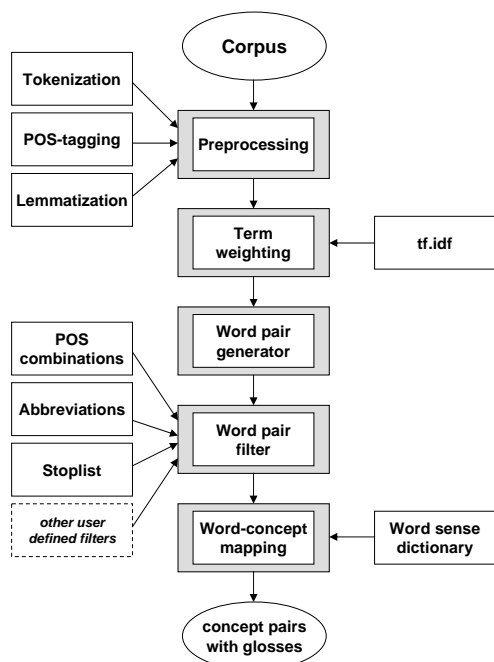 Corpus
Tokenization
POS-tagging
Lemmatization
Preprocessing
Term
weighting
tf.idf
Word pair
generator
POS
combinations
Abbreviations
Stoplist
other user
defined filters
Word pair
filter
Word-concept
mapping
Word sense
dictionary
concept pairs
with glosses